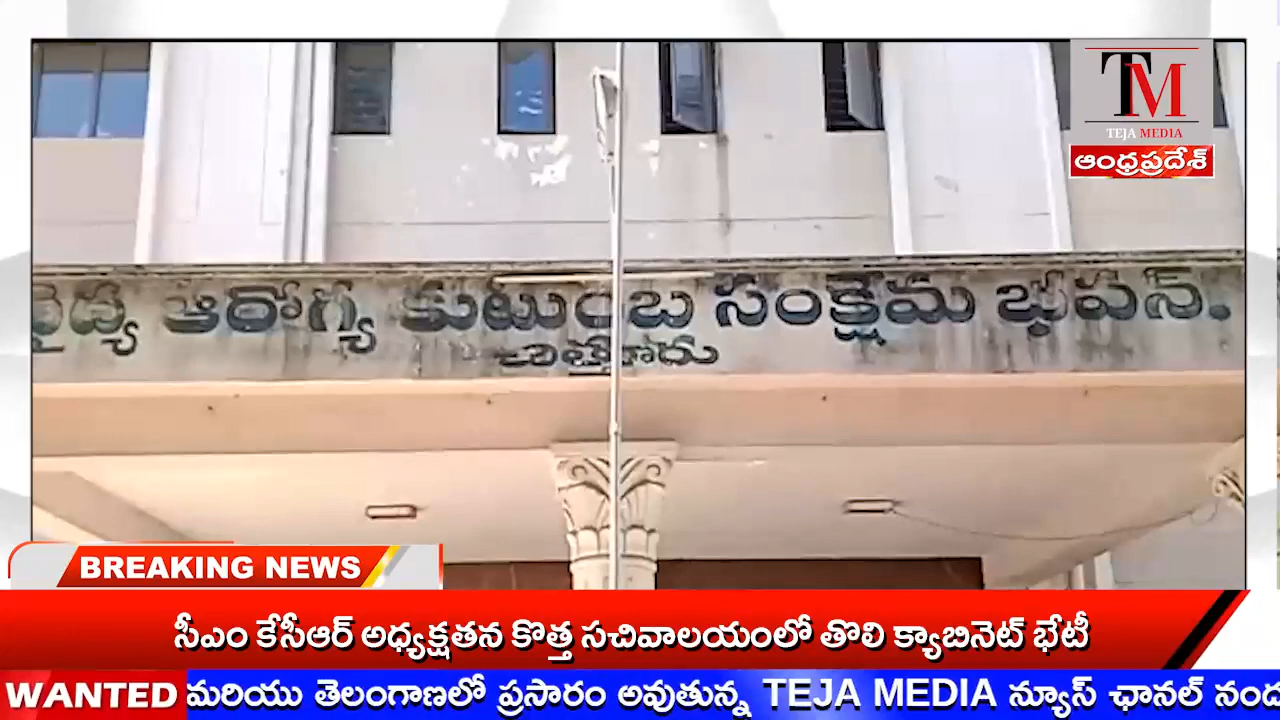 TM
TEJA MEDIA
ఆంధ్రప్రదేశ్
వైద్య ఆరోగ్య కుటుంబ సంక్షేమ భవన్.
చిత్తూరు
BREAKING NEWS
సీఎం కేసీఆర్ అధ్యక్షతన కొత్త సచివాలయంలో తొలి క్యాబినెట్ భేటీ
WANTED మరియు తెలంగాణలో ప్రసారం అవుతున్న TEJA MEDIA న్యూస్ ఛానల్ నందు